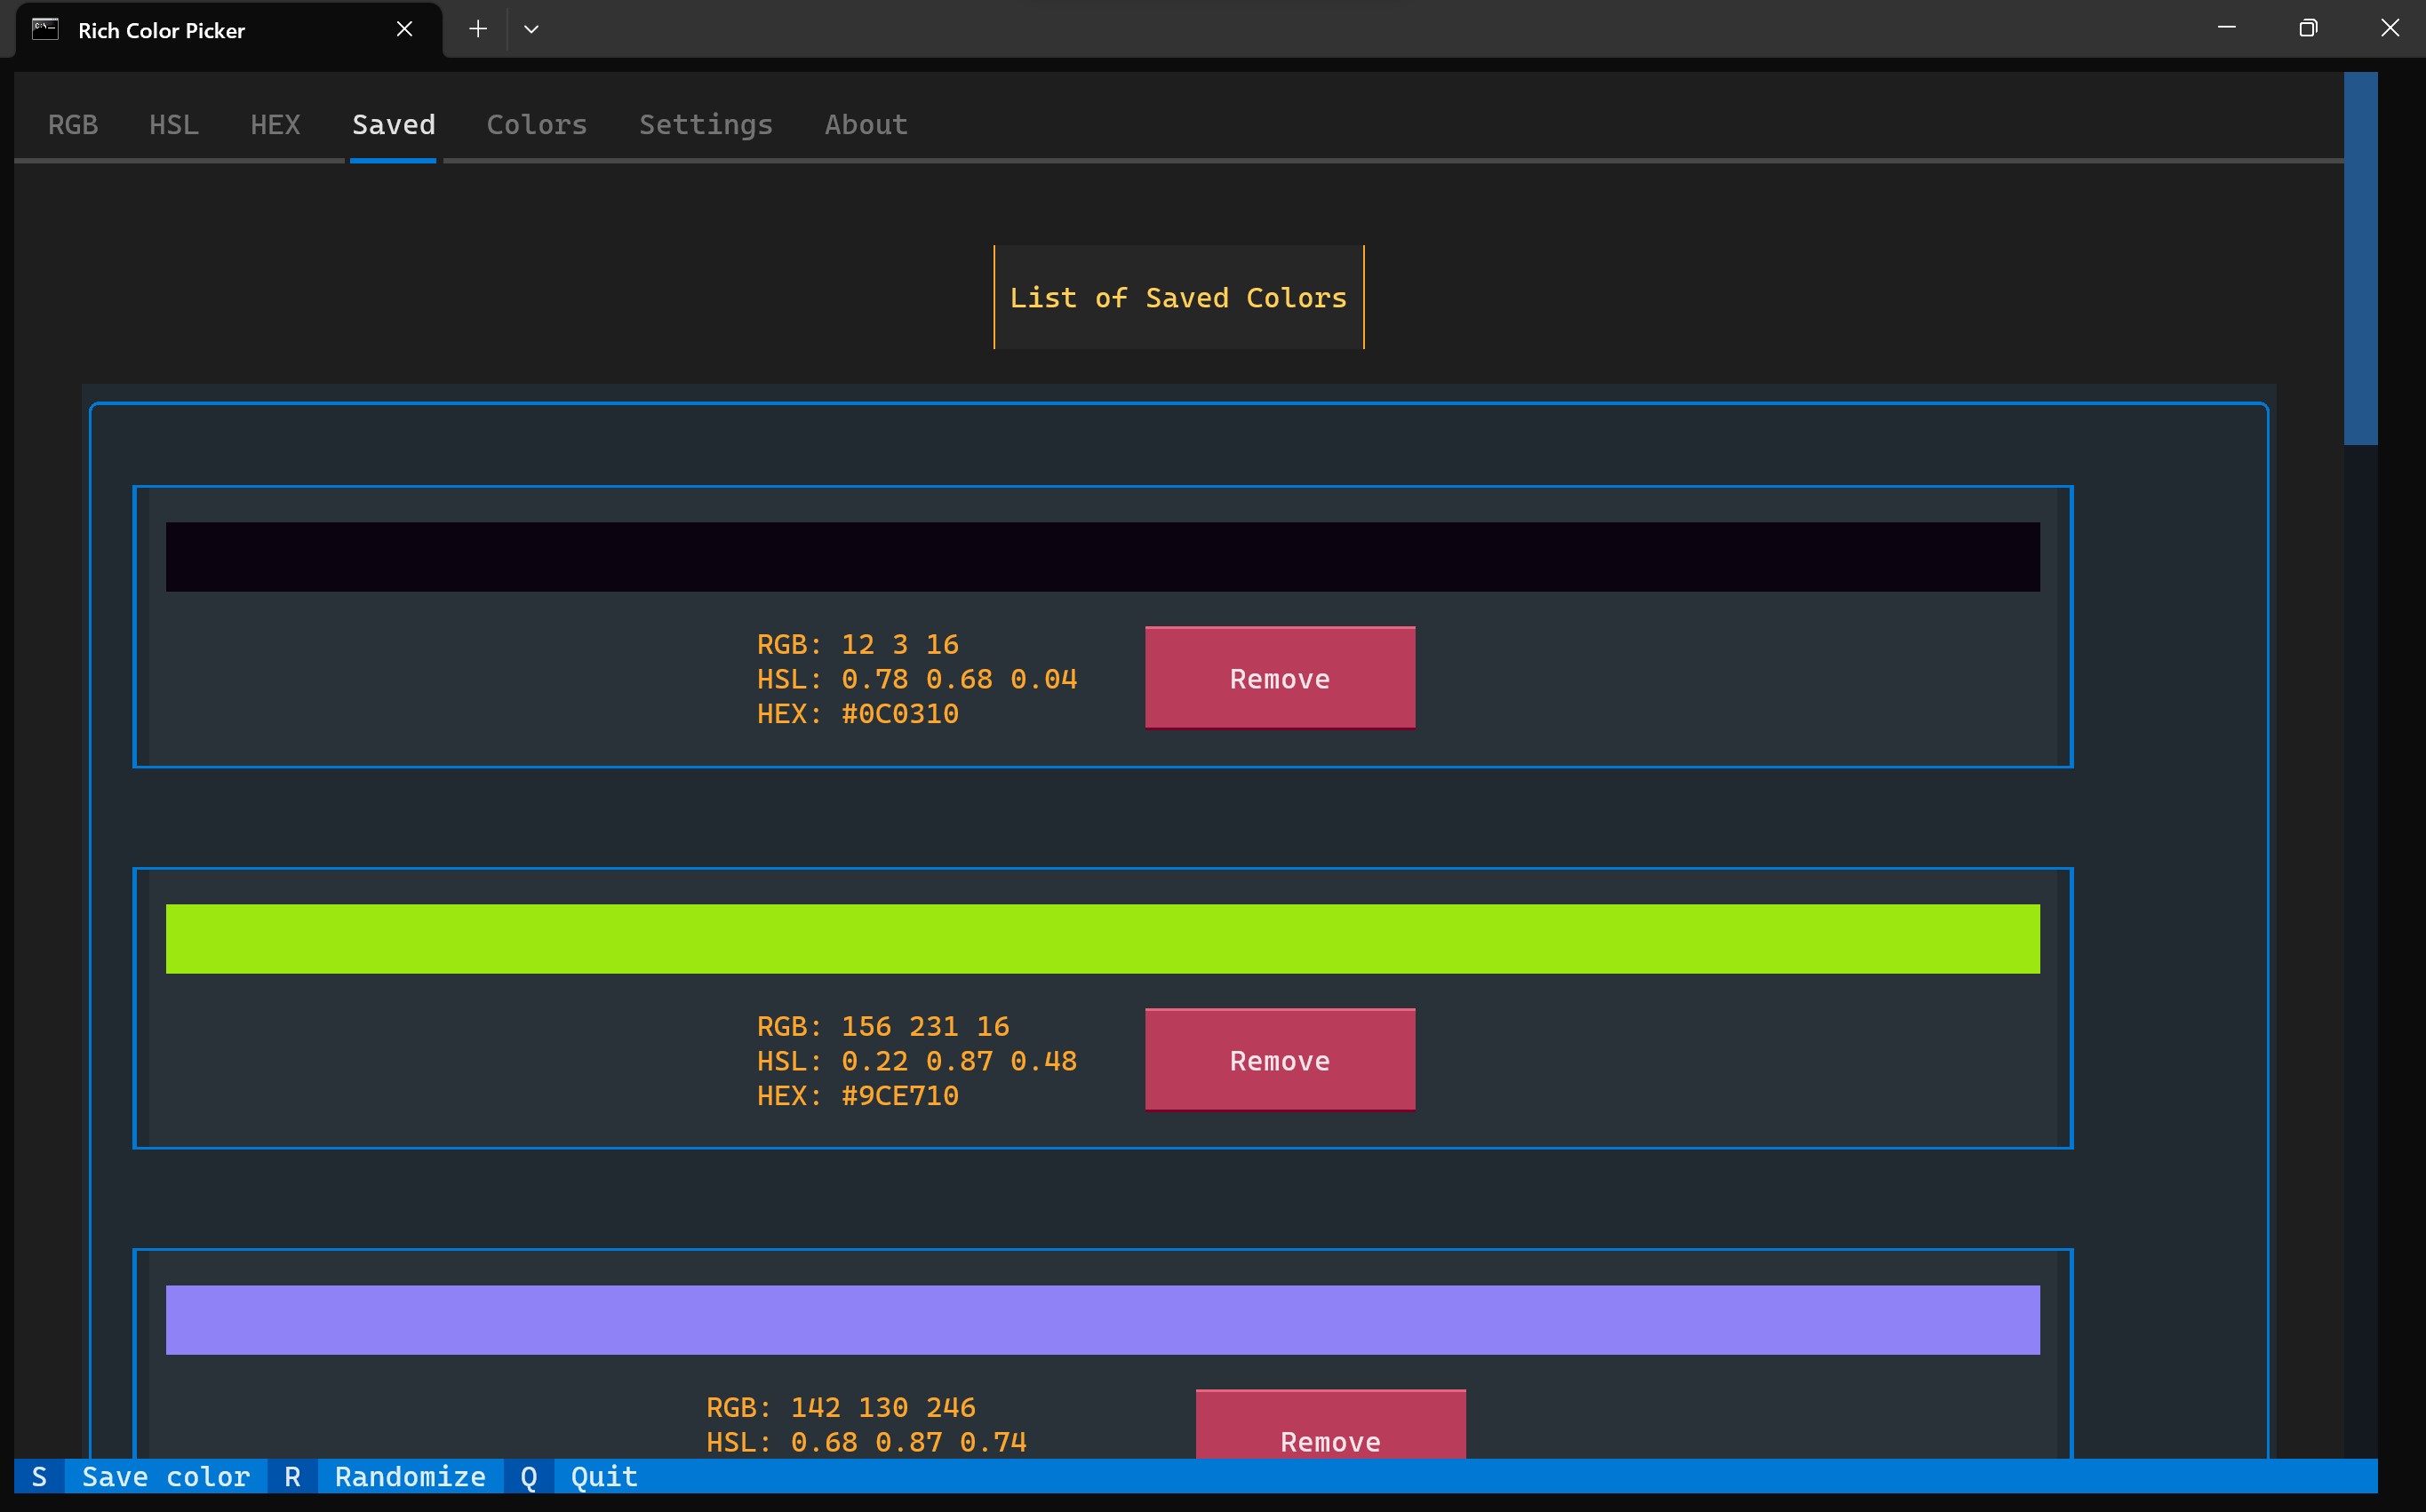 Rich Color Picker
RGB HSL HEX Saved Colors Settings About
List of Saved Colors
RGB: 12 3 16
HSL: 0.78 0.68 0.04
Remove
HEX: #0C0310
RGB: 156 231 16
HSL: 0.22 0.87 0.48
Remove
HEX: #9CE710
RGB: 142 130 246
HSL: 0.68 0.87 0.74
Remove
S Save color R Randomize Q Quit